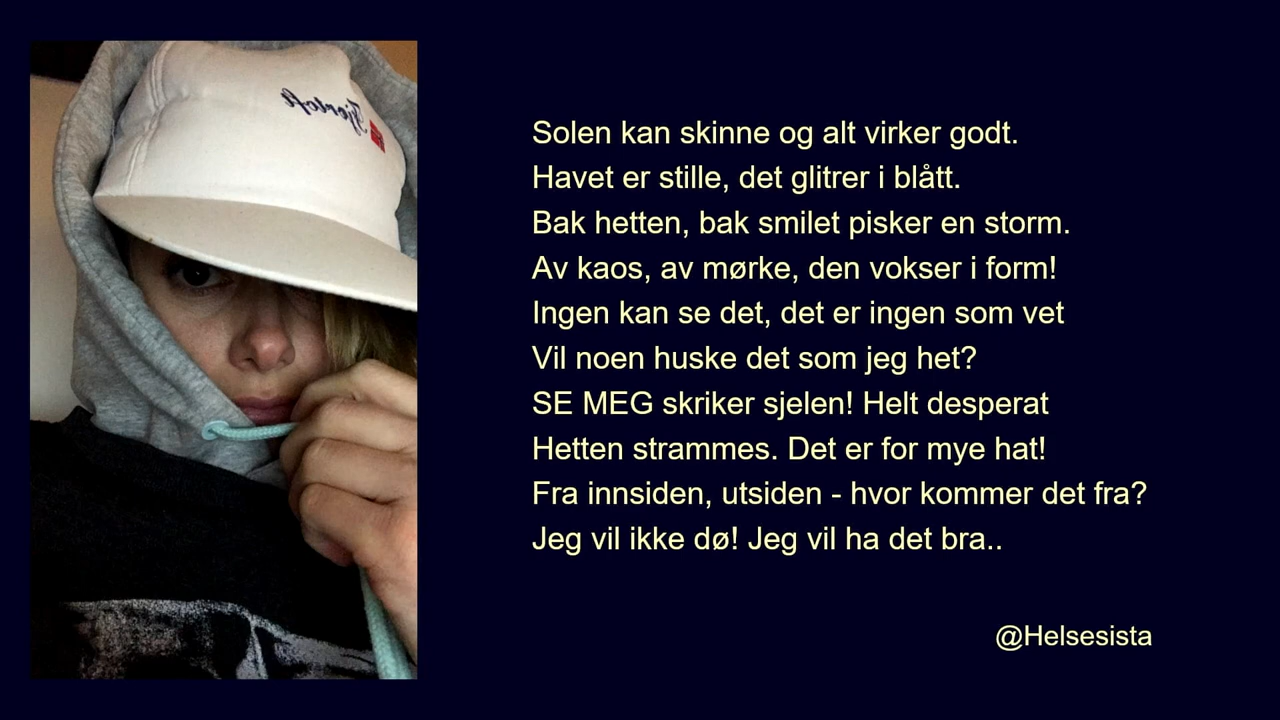 Fjertoft
Solen kan skinne og alt virker godt.
Havet er stille, det glitrer i blått.
Bak hetten, bak smilet pisker en storm.
Av kaos, av mørke, den vokser i form!
Ingen kan se det, det er ingen som vet
Vil noen huske det som jeg het?
SE MEG skriker sjelen! Helt desperat
Hetten strammes. Det er for mye hat!
Fra innsiden, utsiden - hvor kommer det fra?
Jeg vil ikke dø! Jeg vil ha det bra..
@Helsesista